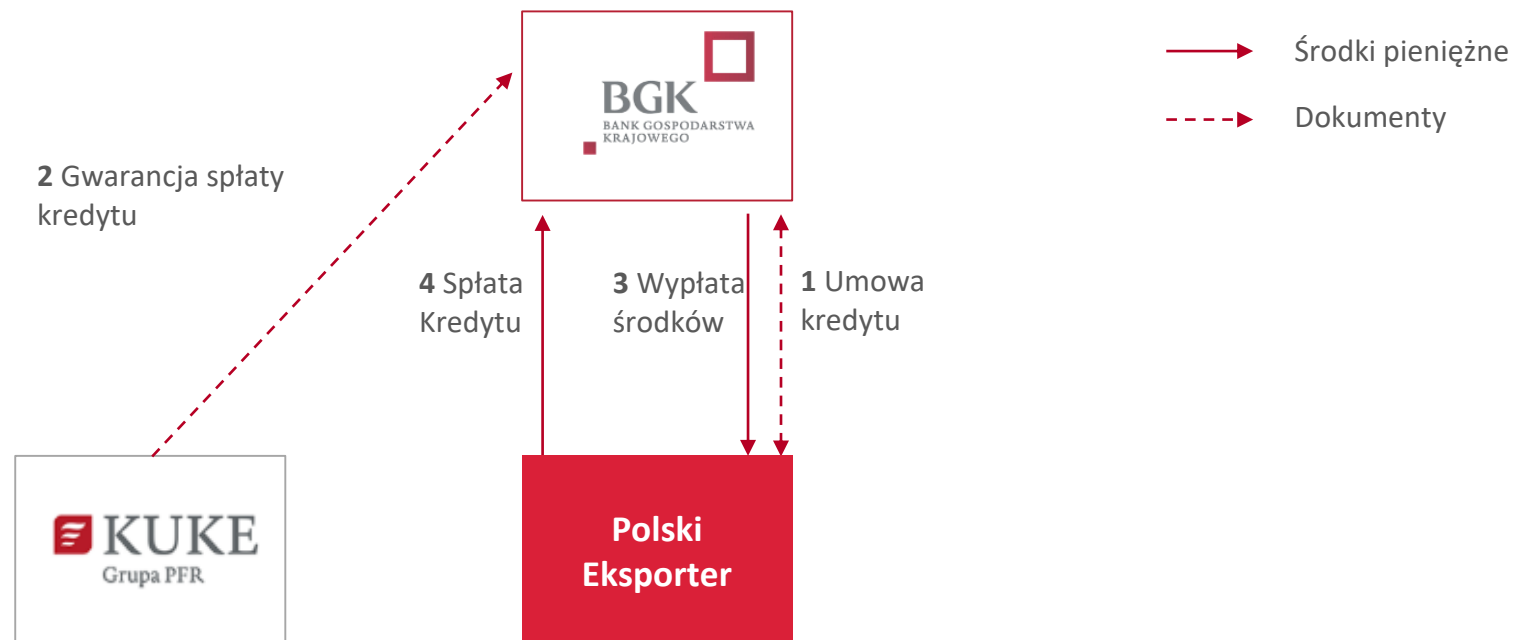 BGK
BANK GOSPODARSTWA
KRAJOWEGO
Środki pieniężne
Dokumenty
2 Gwarancja spłaty
kredytu
4 Spłata
Kredytu
3 Wypłata
środków
1 Umowa
kredytu
KUKE
Grupa PFR
Polski
Eksporter